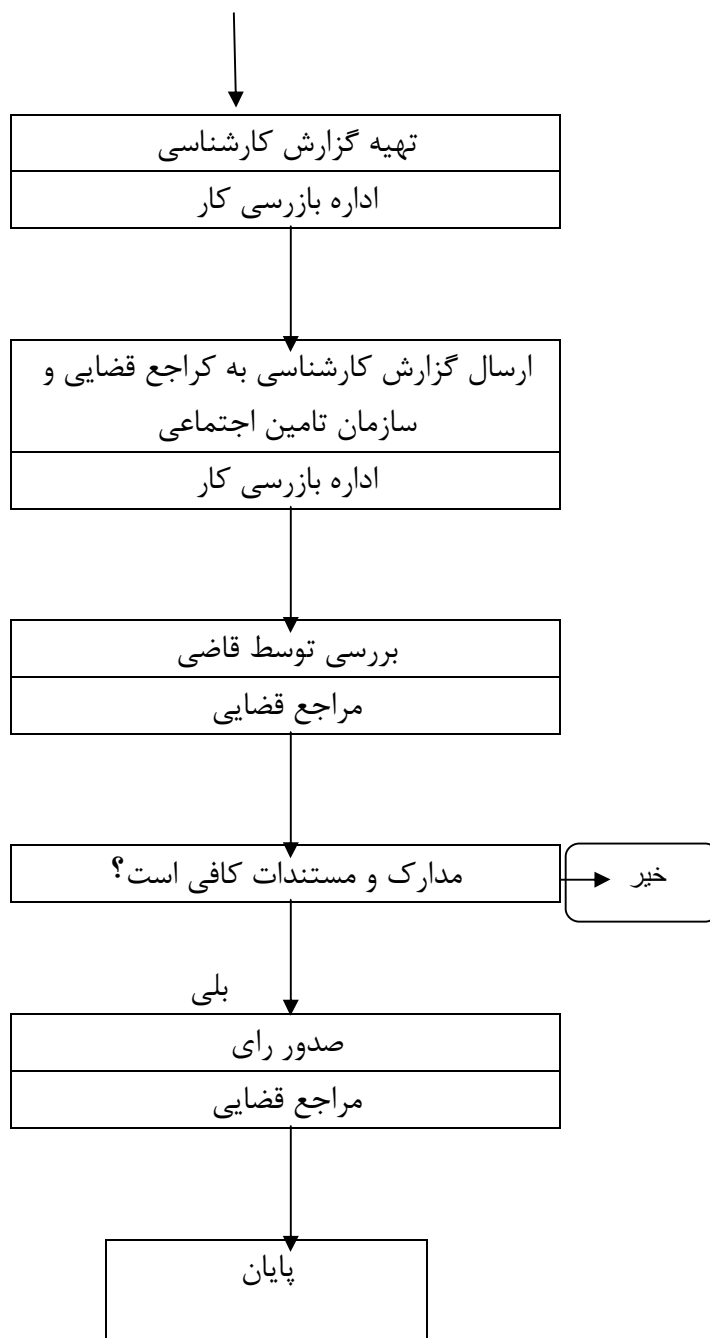 تهیه گزارش کارشناسی
اداره بازرسی کار
ارسال گزارش کارشناسی به کراجع قضایی و
سازمان تامین اجتماعی
اداره بازرسی کار
بررسی توسط قاضی
مراجع قضایی
مدارک و مستندات کافی است؟
خیر
بلی
صدور رای
مراجع قضایی
پایان